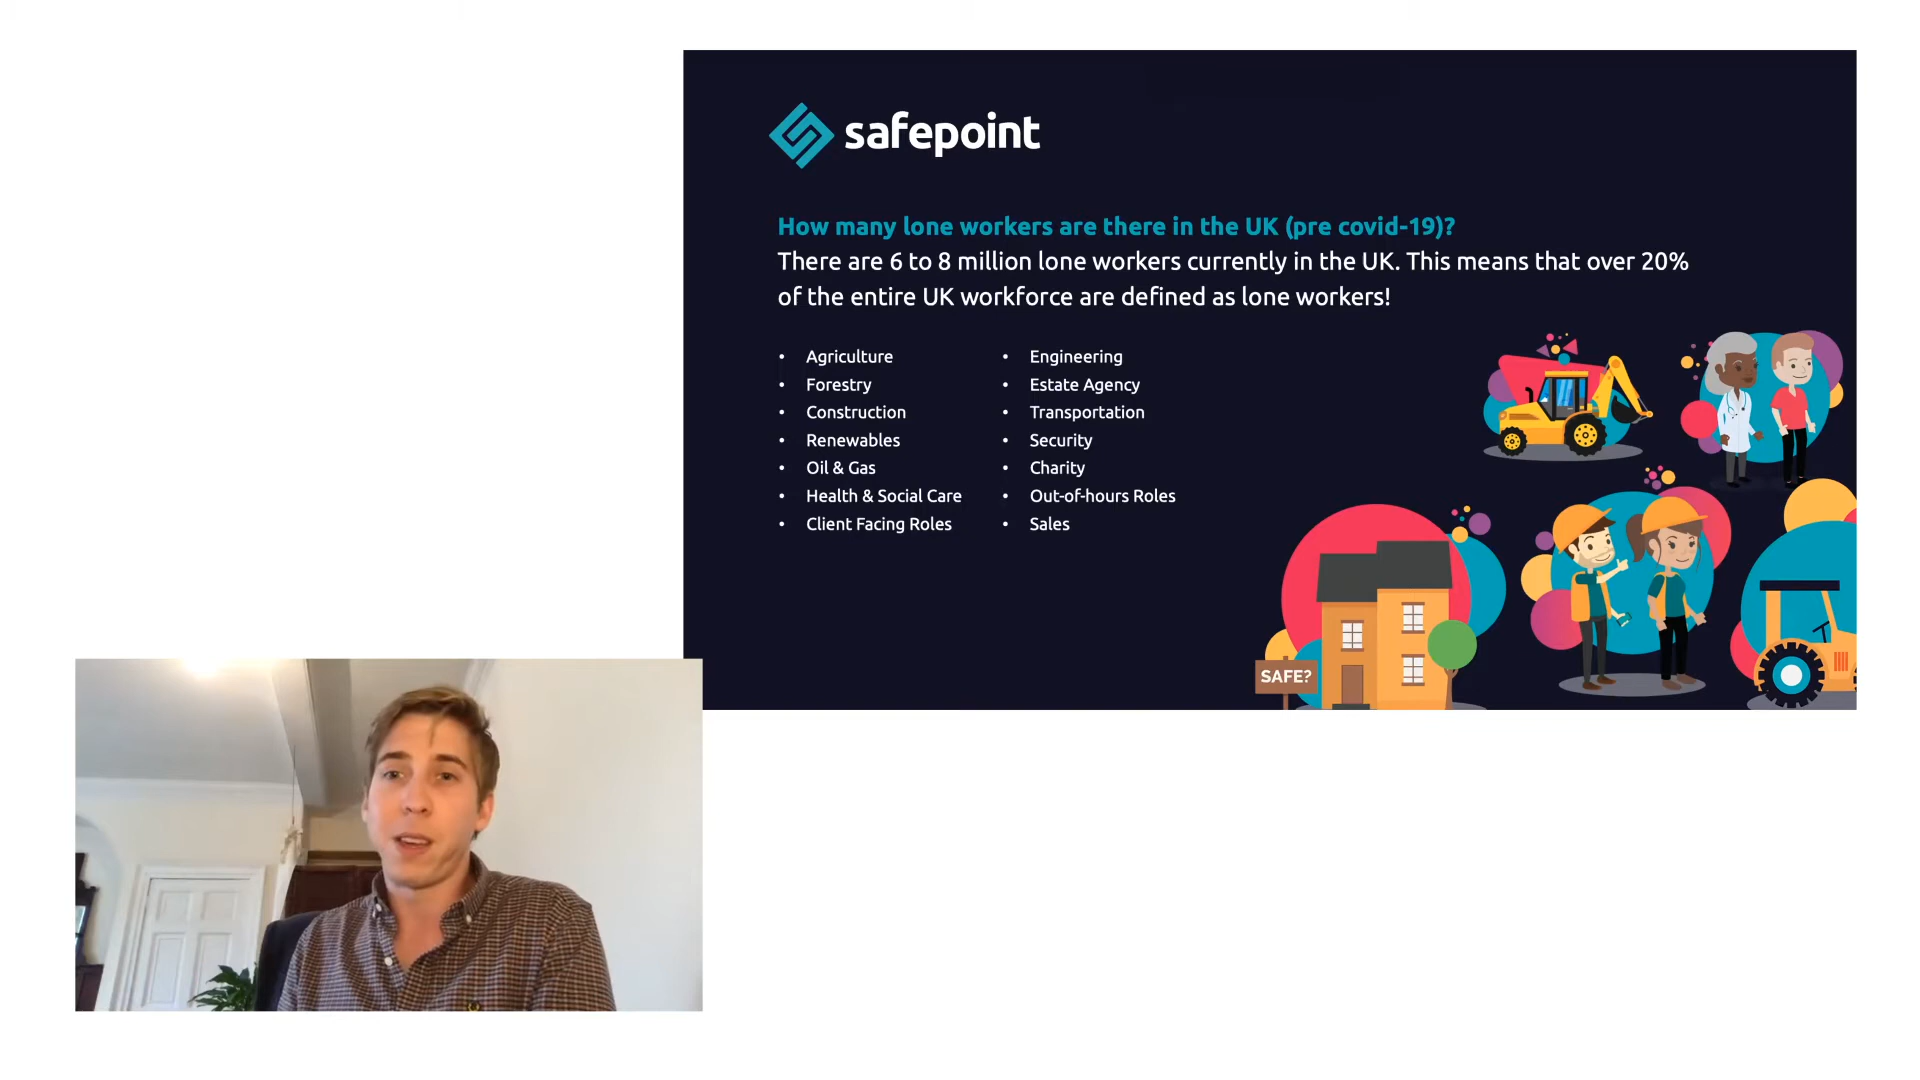 safepoint
How many lone workers are there in the UK (pre covid-19)?
There are 6 to 8 million lone workers currently in the UK. This means that over 20%
of the entire UK workforce are defined as lone workers!
• Agriculture
• Forestry
• Construction
• Renewables
• Oil & Gas
• Health & Social Care
• Client Facing Roles
• Engineering
• Estate Agency
• Transportation
• Security
• Charity
• Out-of-hours Roles
• Sales
SAFE?